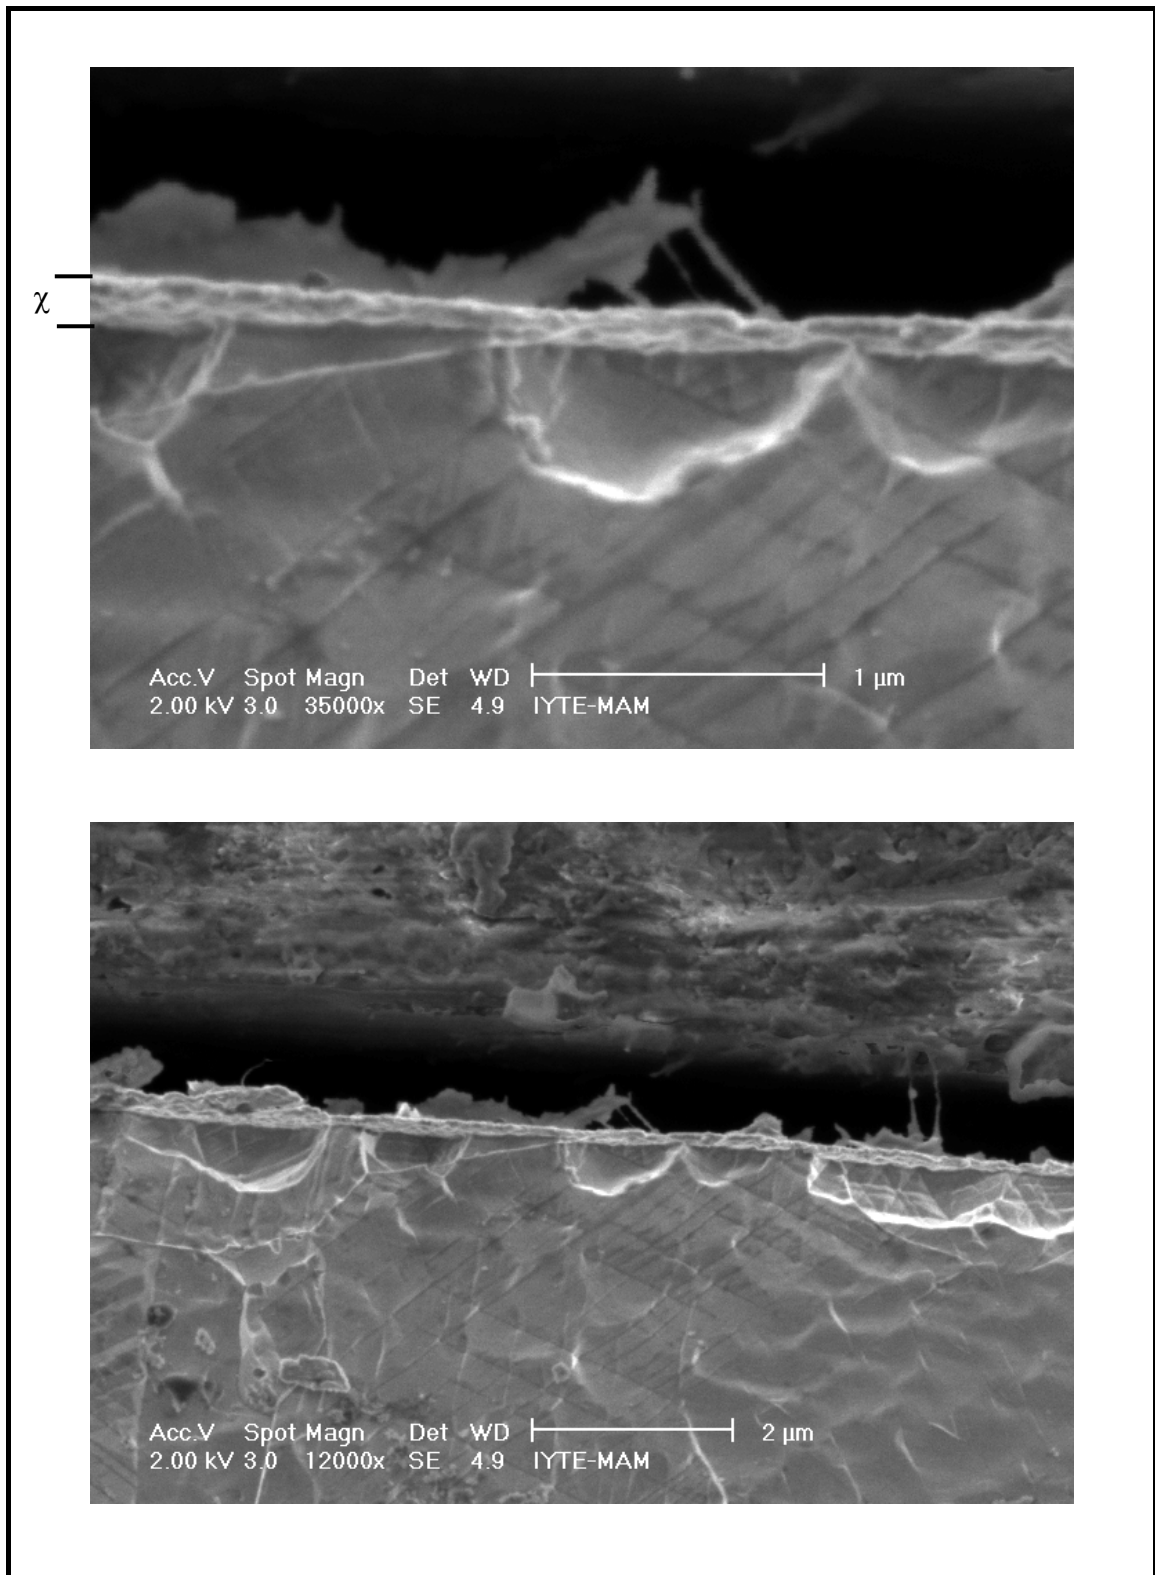 χ
Acc.V Spot Magn Det WD 1 µm
2.00 kV 3.0 35000x SE 4.9 IYTE-MAM
Acc.V Spot Magn Det WD 2 µm
2.00 kV 3.0 12000x SE 4.9 IYTE-MAM